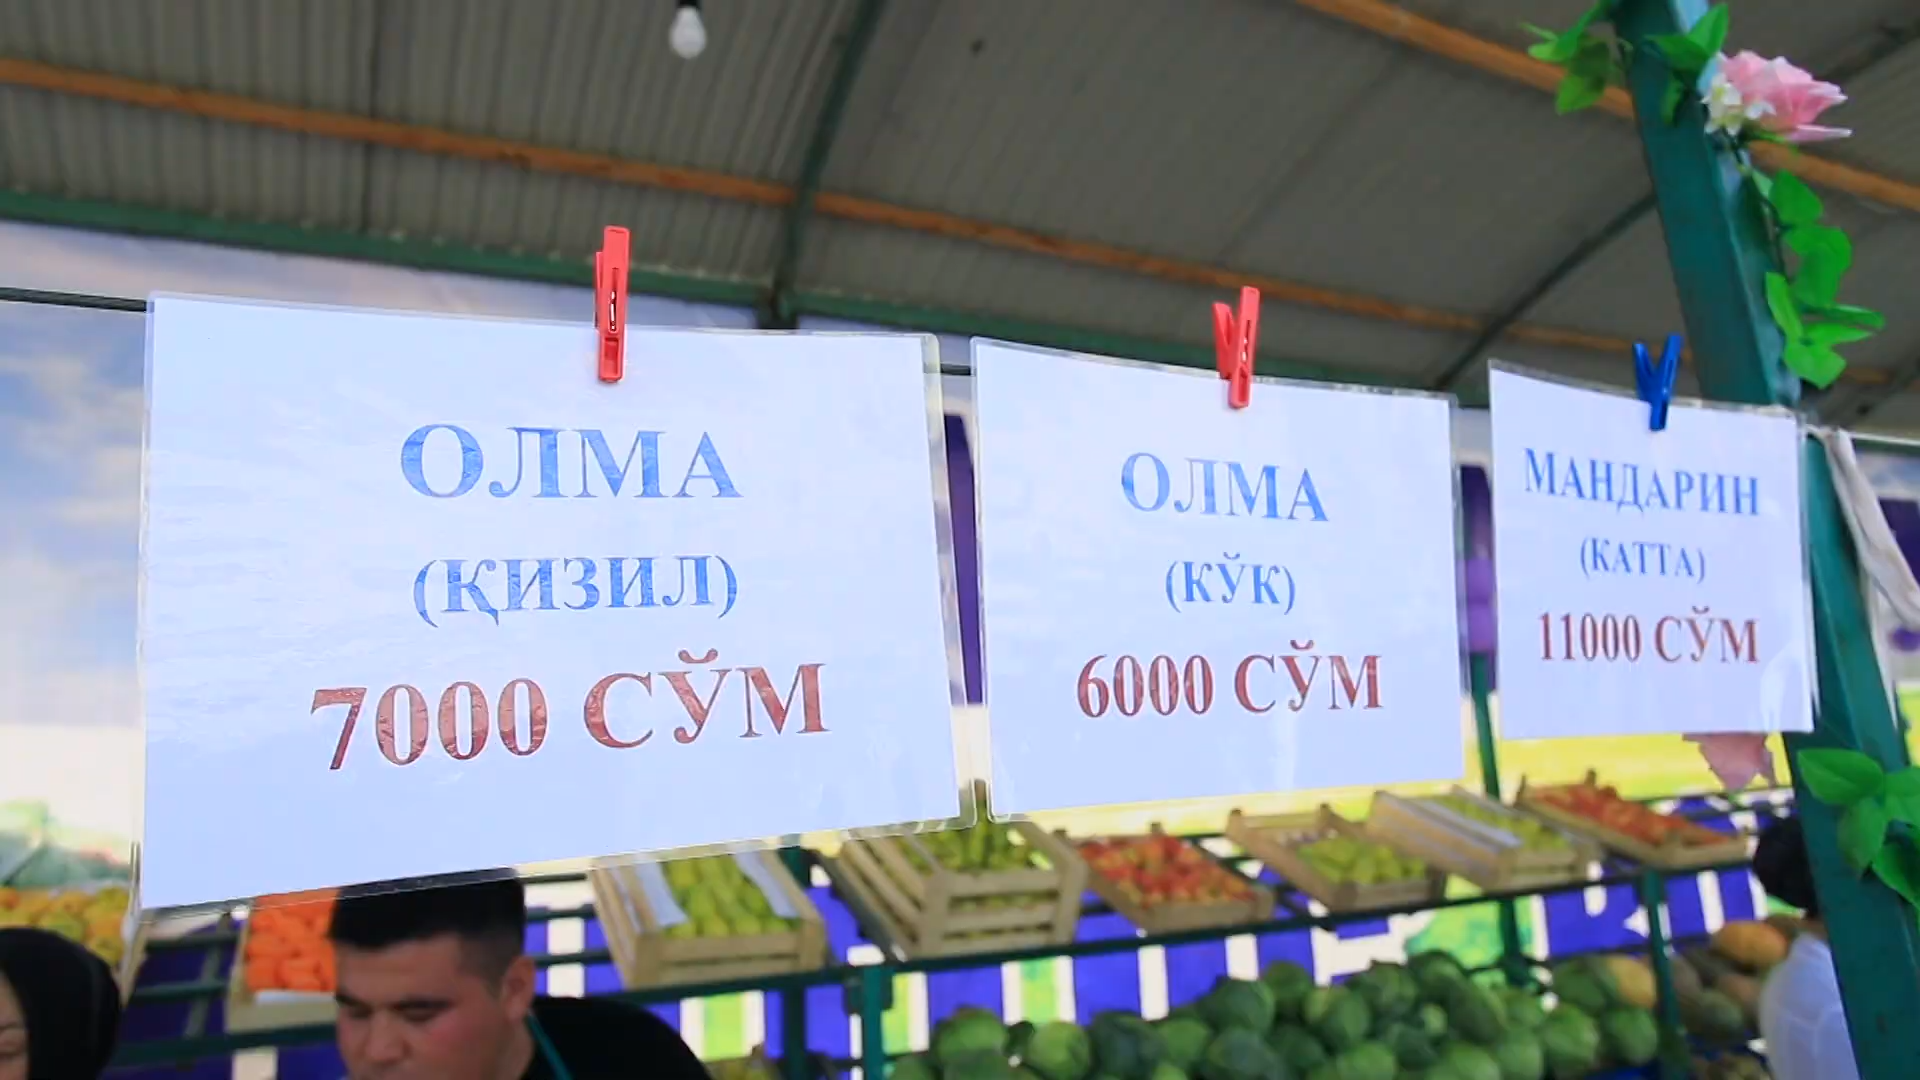 ОЛМА
(ҚИЗИЛ)
7000 СЎМ
ОЛМА
(КЎК)
6000 СЎМ
МАНДАРИН
(КАТТА)
11000 СЎМ